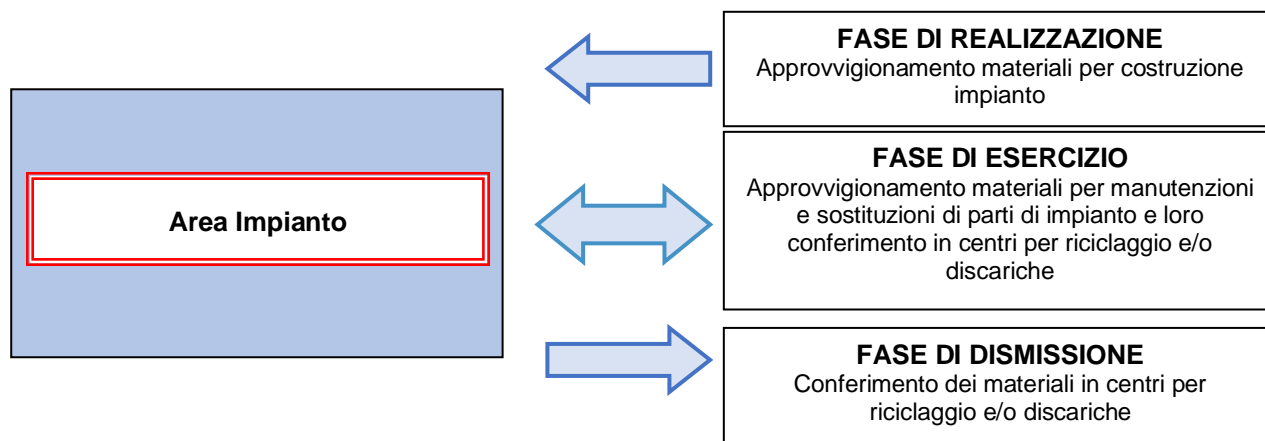 FASE DI REALIZZAZIONE
Approvvigionamento materiali per costruzione
impianto
Area Impianto
FASE DI ESERCIZIO
Approvvigionamento materiali per manutenzioni
e sostituzioni di parti di impianto e loro
conferimento in centri per riciclaggio e/o
discariche
FASE DI DISMISSIONE
Conferimento dei materiali in centri per
riciclaggio e/o discariche